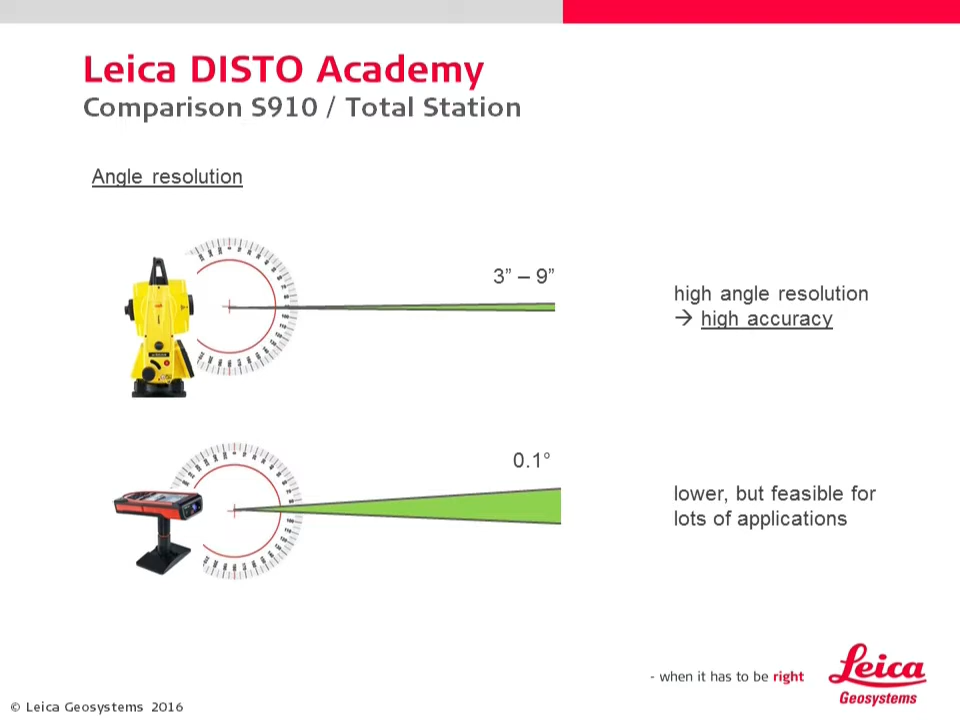 Leica DISTO Academy
Comparison S910 / Total Station
Angle resolution
3” – 9”
high angle resolution
→ high accuracy
0.1°
lower, but feasible for
lots of applications
- when it has to be right
Leica
Geosystems
© Leica Geosystems 2016